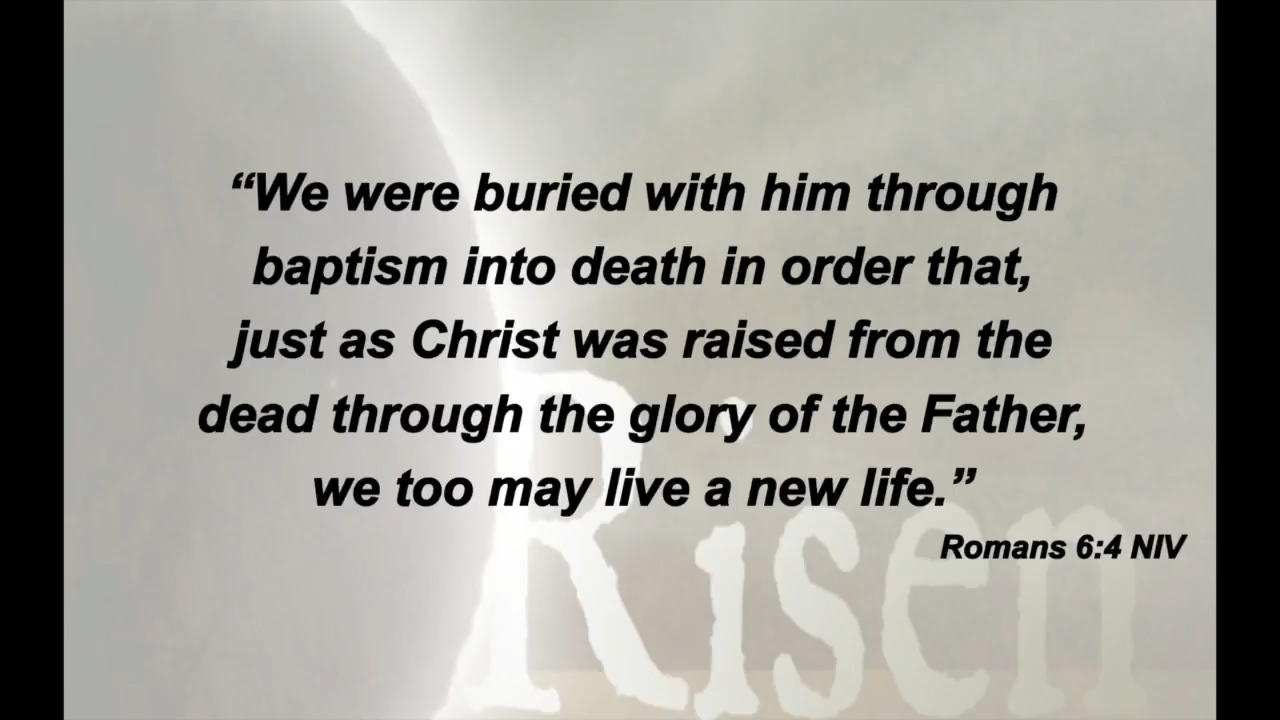 “We were buried with him through
baptism into death in order that,
just as Christ was raised from the
dead through the glory of the Father,
we too may live a new life.”
Romans 6:4 NIV
Risen